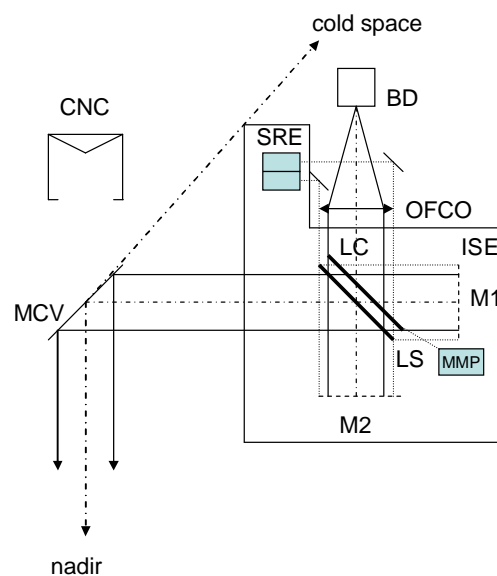 cold space
CNC
BD
SRE
OFCO
LC
ISE
M1
MCV
LS
MMP
M2
nadir